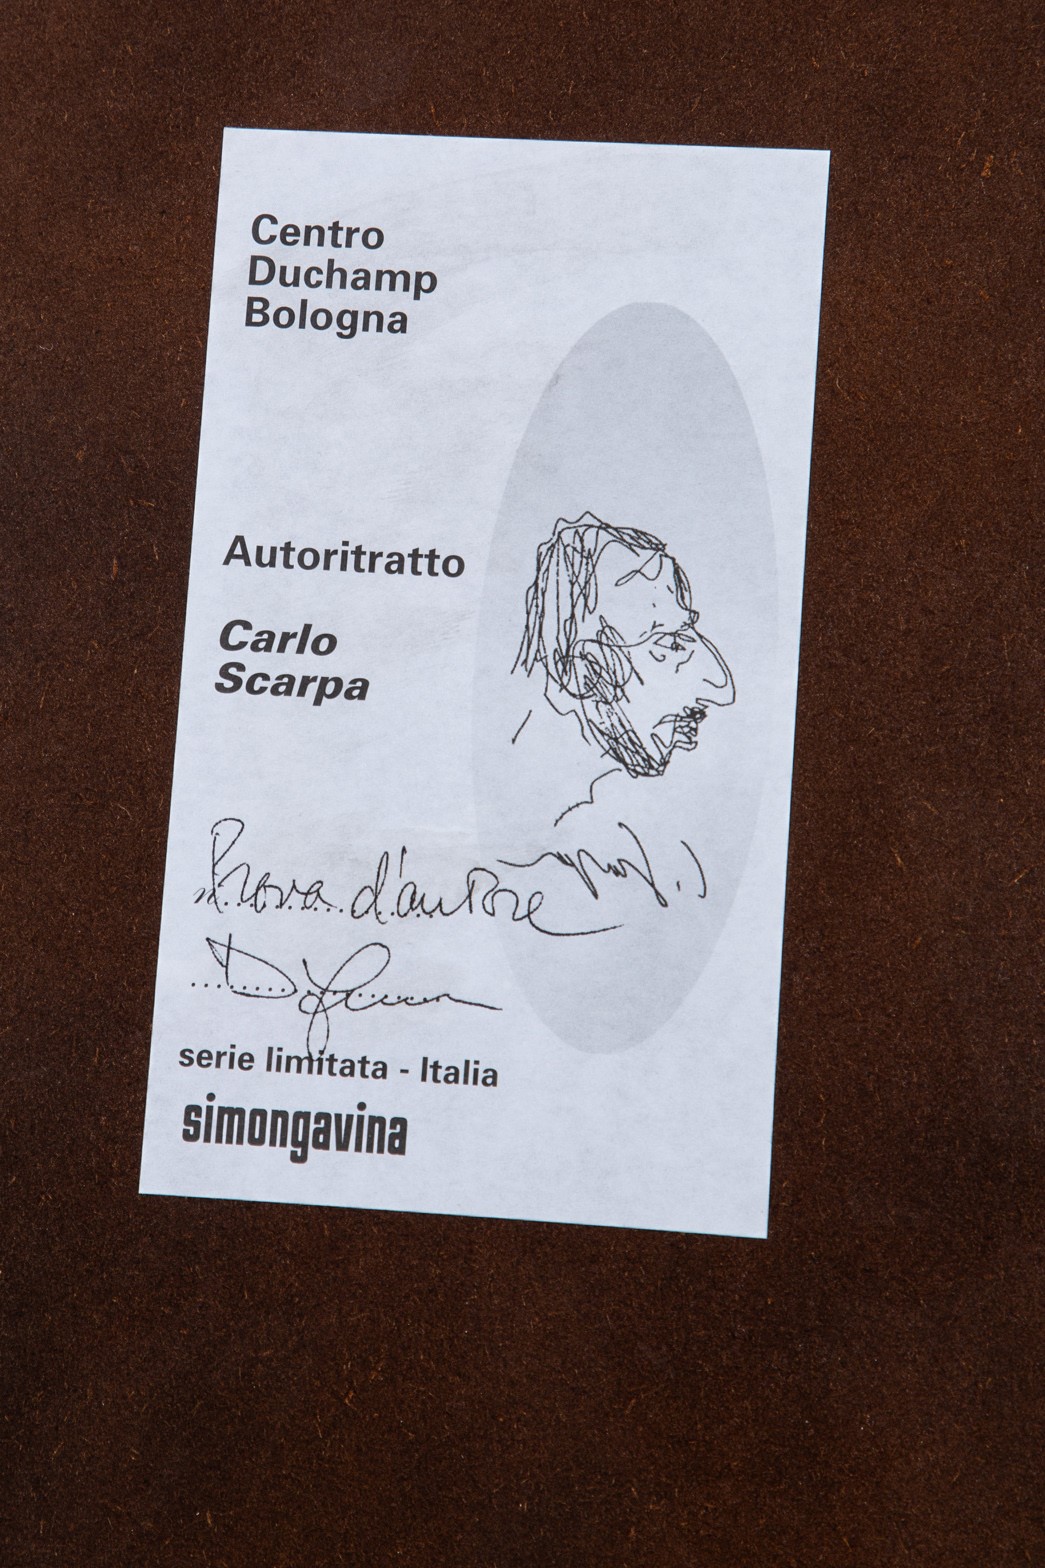 Centro
Duchamp
Bologna
Autoritratto
Carlo
Scarpa
Prova d'autore
serie limitata - Italia
simongavina